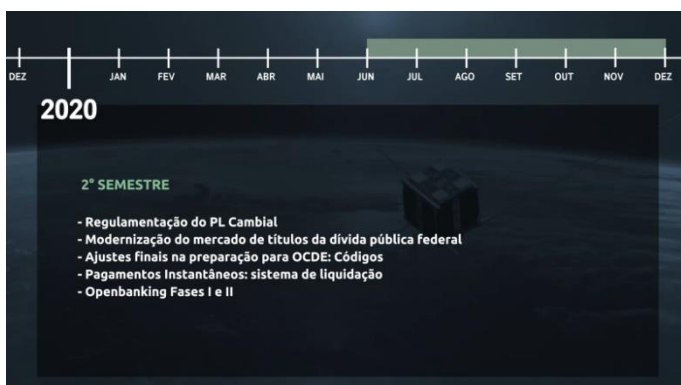 DEZ JAN FEV MAR ABR MAI JUN JUL AGO SET OUT NOV DEZ
2020
2° SEMESTRE
- Regulamentação do PL Cambial
- Modernização do mercado de títulos da dívida pública federal
- Ajustes finais na preparação para OCDE: Códigos
- Pagamentos Instantâneos: sistema de liquidação
- Openbanking Fases I e II